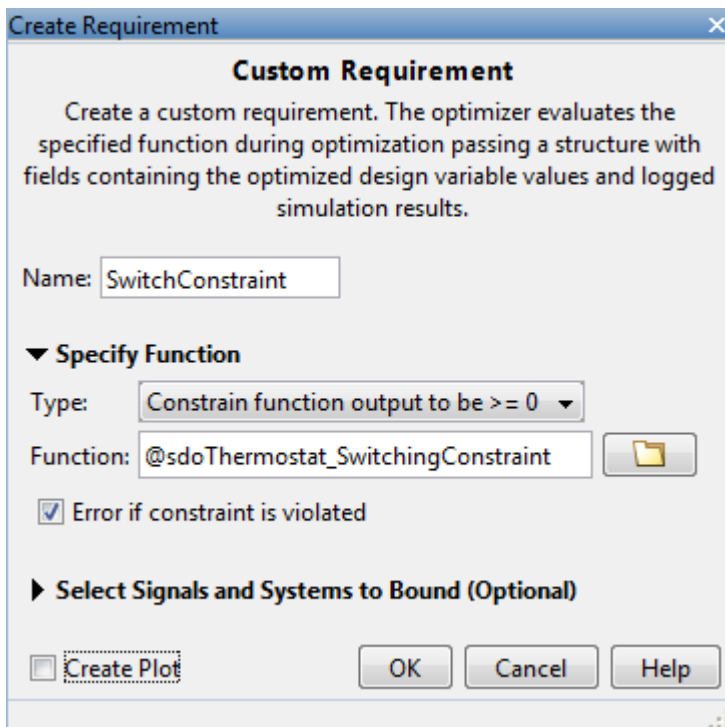 Create Requirement
Custom Requirement
Create a custom requirement. The optimizer evaluates the
specified function during optimization passing a structure with
fields containing the optimized design variable values and logged
simulation results.
Name: SwitchConstraint
Specify Function
Type: Constrain function output to be >= 0
Function: @sdoThermostat_SwitchingConstraint
Error if constraint is violated
Select Signals and Systems to Bound (Optional)
Create Plot OK Cancel Help